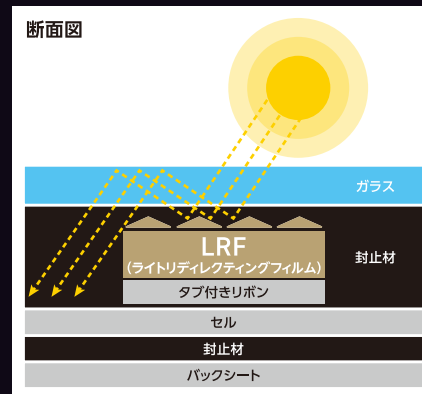 断面図
ガラス
LRF
(ライトリディレクティングフィルム)
封止材
タブ付きリボン
セル
封止材
バックシート